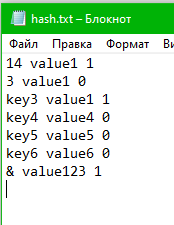 hash.txt – Блокнот
Файл Правка Формат Ви
14 value1 1
3 value1 0
key3 value1 1
key4 value4 0
key5 value5 0
key6 value6 0
& value123 1